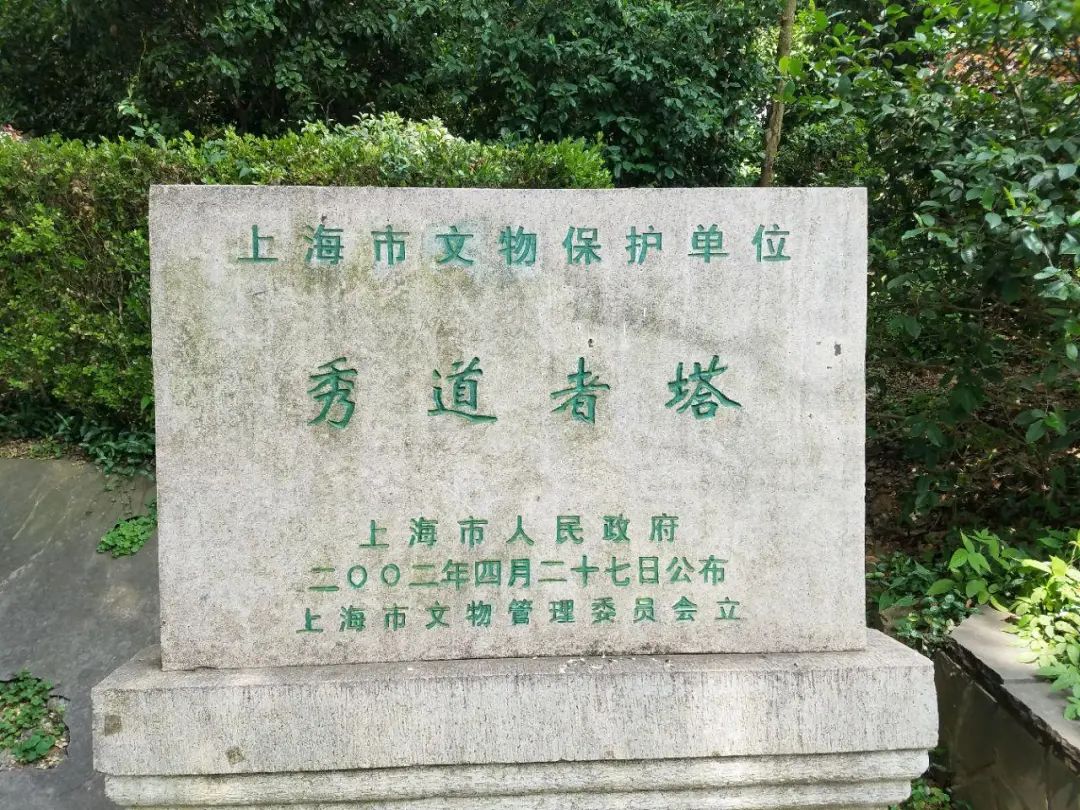 上海市文物保护单位
秀道者塔
上海市人民政府
二〇〇二年四月二十七日公布
上海市文物管理委员会立